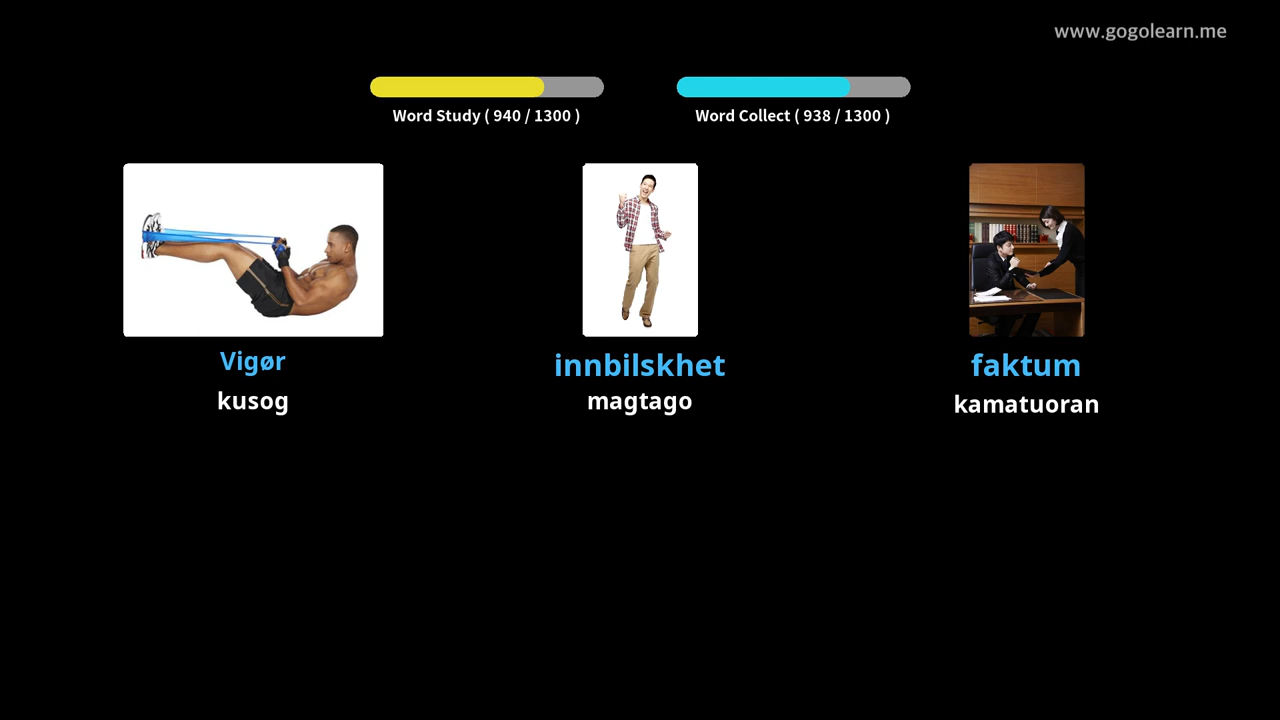 www.gogolearn.me
Word Study ( 940 / 1300 )
Word Collect ( 938 / 1300 )
Vigør
innbilskhet
faktum
kusog
magtago
kamatuoran